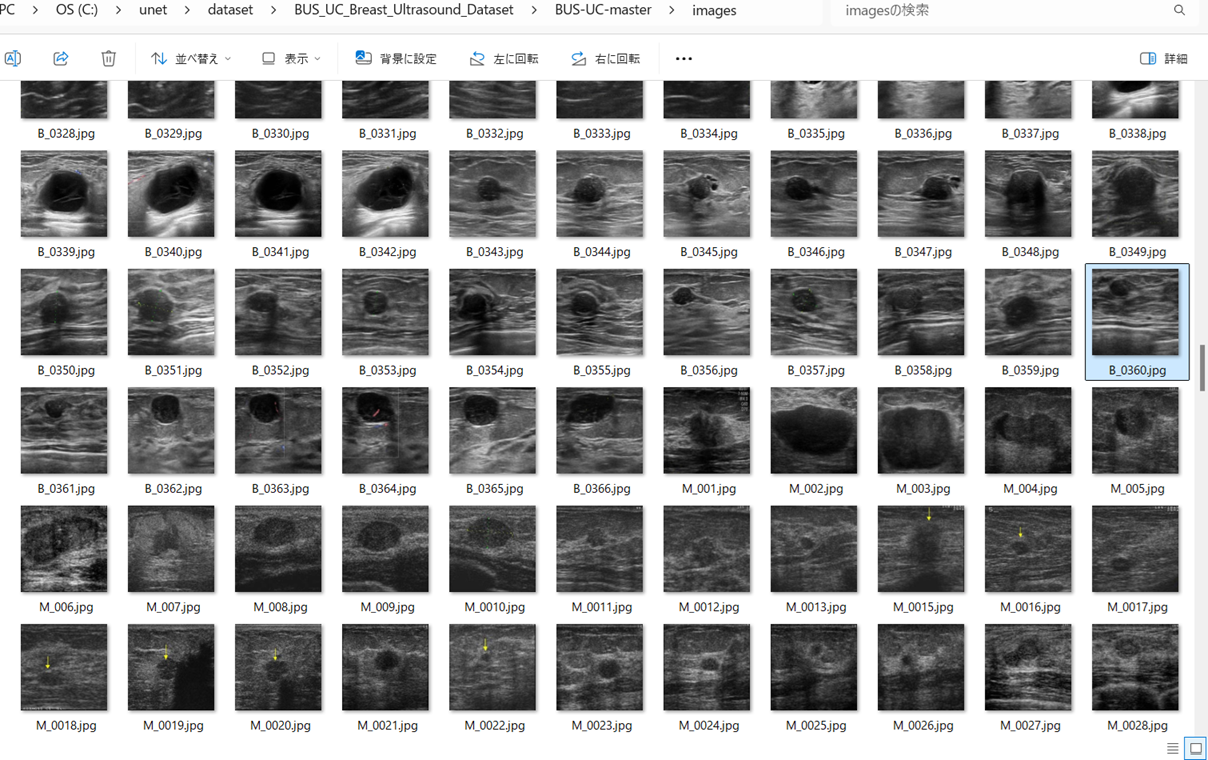 PC > OS (C:) > unet > dataset > BUS_UC_Breast_Ultrasound_Dataset > BUS-UC-master > images imagesの検索
並べ替え 表示 背景に設定 左に回転 右に回転 ... 詳細
B_0328.jpg B_0329.jpg B_0330.jpg B_0331.jpg B_0332.jpg B_0333.jpg B_0334.jpg B_0335.jpg B_0336.jpg B_0337.jpg B_0338.jpg
B_0339.jpg B_0340.jpg B_0341.jpg B_0342.jpg B_0343.jpg B_0344.jpg B_0345.jpg B_0346.jpg B_0347.jpg B_0348.jpg B_0349.jpg
B_0350.jpg B_0351.jpg B_0352.jpg B_0353.jpg B_0354.jpg B_0355.jpg B_0356.jpg B_0357.jpg B_0358.jpg B_0359.jpg B_0360.jpg
B_0361.jpg B_0362.jpg B_0363.jpg B_0364.jpg B_0365.jpg B_0366.jpg M_001.jpg M_002.jpg M_003.jpg M_004.jpg M_005.jpg
M_006.jpg M_007.jpg M_008.jpg M_009.jpg M_0010.jpg M_0011.jpg M_0012.jpg M_0013.jpg M_0015.jpg M_0016.jpg M_0017.jpg
M_0018.jpg M_0019.jpg M_0020.jpg M_0021.jpg M_0022.jpg M_0023.jpg M_0024.jpg M_0025.jpg M_0026.jpg M_0027.jpg M_0028.jpg